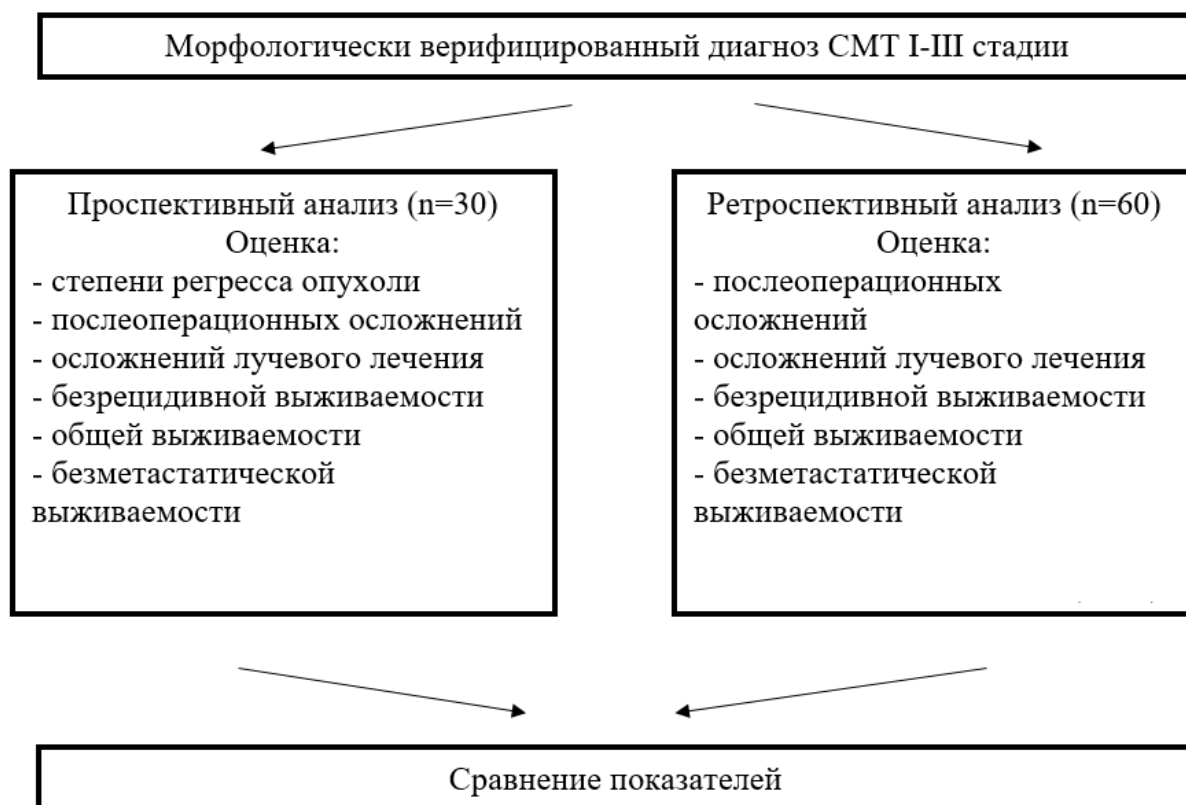 Морфологически верифицированный диагноз СМТ I-III стадии
Проспективный анализ (n=30)
Оценка:
- степени регресса опухоли
- послеоперационных осложнений
- осложнений лучевого лечения
- безрецидивной выживаемости
- общей выживаемости
- безметастатической
выживаемости
Ретроспективный анализ (n=60)
Оценка:
- послеоперационных
осложнений
- осложнений лучевого лечения
- безрецидивной выживаемости
- общей выживаемости
- безметастатической
выживаемости
Сравнение показателей